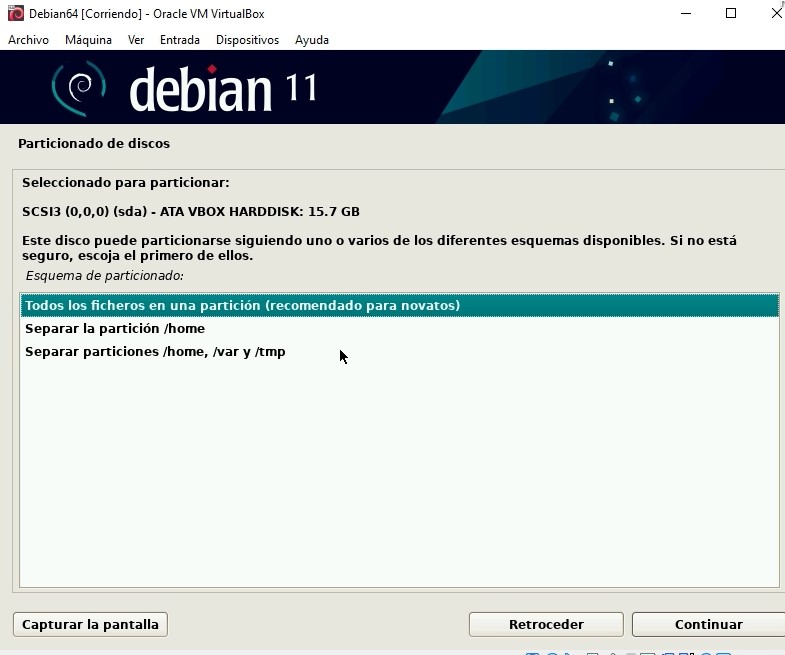 Debian64 [Corriendo] - Oracle VM VirtualBox
Archivo Máquina Ver Entrada Dispositivos Ayuda
debian 11
Particionado de discos
Seleccionado para particionar:
SCSI3 (0,0,0) (sda) - ATA VBOX HARDDISK: 15.7 GB
Este disco puede particionarse siguiendo uno o varios de los diferentes esquemas disponibles. Si no está
seguro, escoja el primero de ellos.
Esquema de particionado:
Todos los ficheros en una partición (recomendado para novatos)
Separar la partición /home
Separar particiones /home, /var y /tmp
Capturar la pantalla Retroceder Continuar